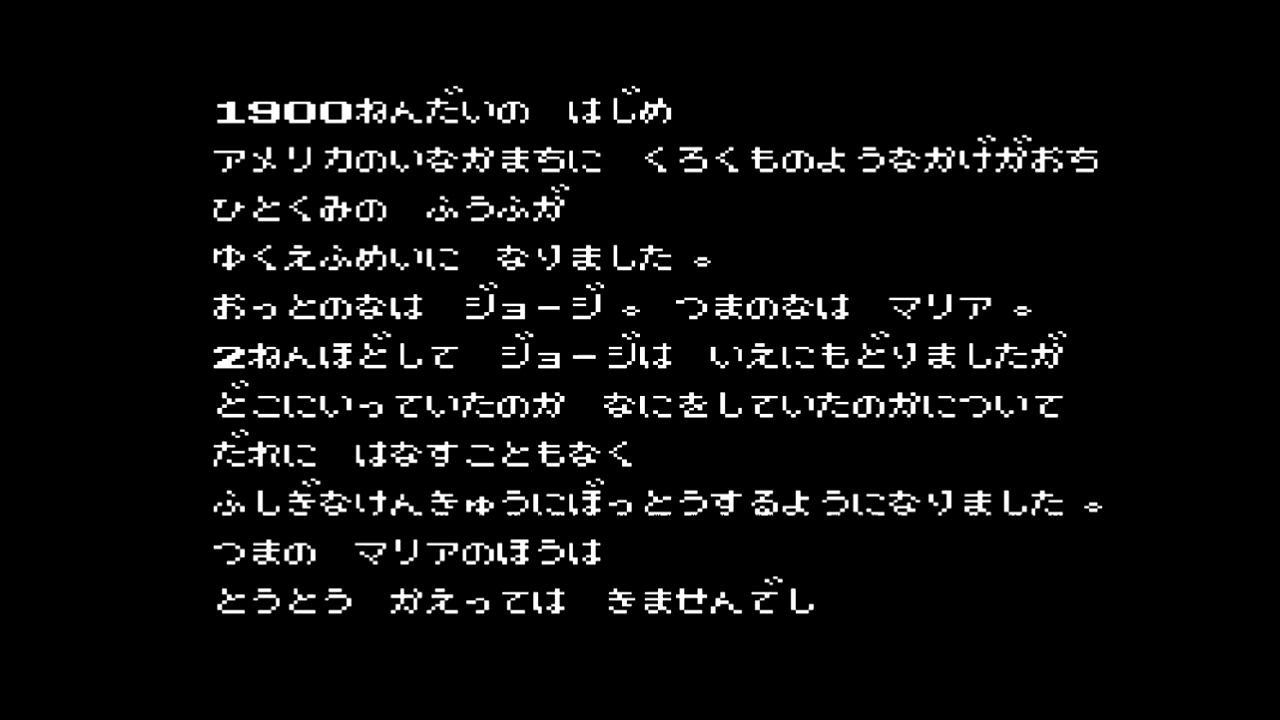 1900ねんだいの　はじめ
アメリカのいなかまちに　くろくものようなかげがおち
ひとくみの　ふうふが
ゆくえふめいに　なりました。
おっとのなは　ジョージ。つまのなは　マリア。
2ねんほどして　ジョージは　いえにもどりましたが
どこにいっていたのか　なにをしていたのかについて
だれに　はなすこともなく
ふしぎなけんきゅうにぼっとうするようになりました。
つまの　マリアのほうは
とうとう　かえっては　きませんでし